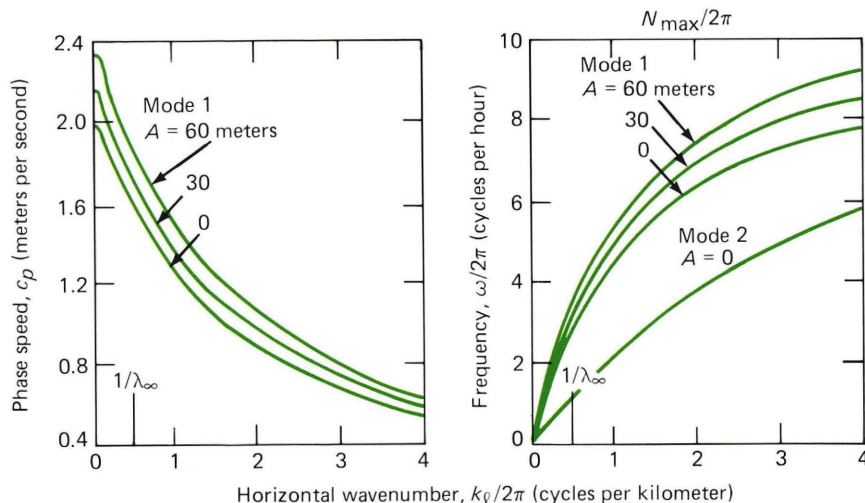 Phase speed, c_p (meters per second)
2.4
2.0
1.6
1.2
0.8
0.4
Mode 1
A = 60 meters
30
0
1/λ∞
0 1 2 3 4
N_max/2π
Frequency, ω/2π (cycles per hour)
10
8
6
4
2
0
Mode 1
A = 60 meters
30
0
Mode 2
A = 0
1/λ∞
0 1 2 3 4
Horizontal wavenumber, k_ℓ/2π (cycles per kilometer)